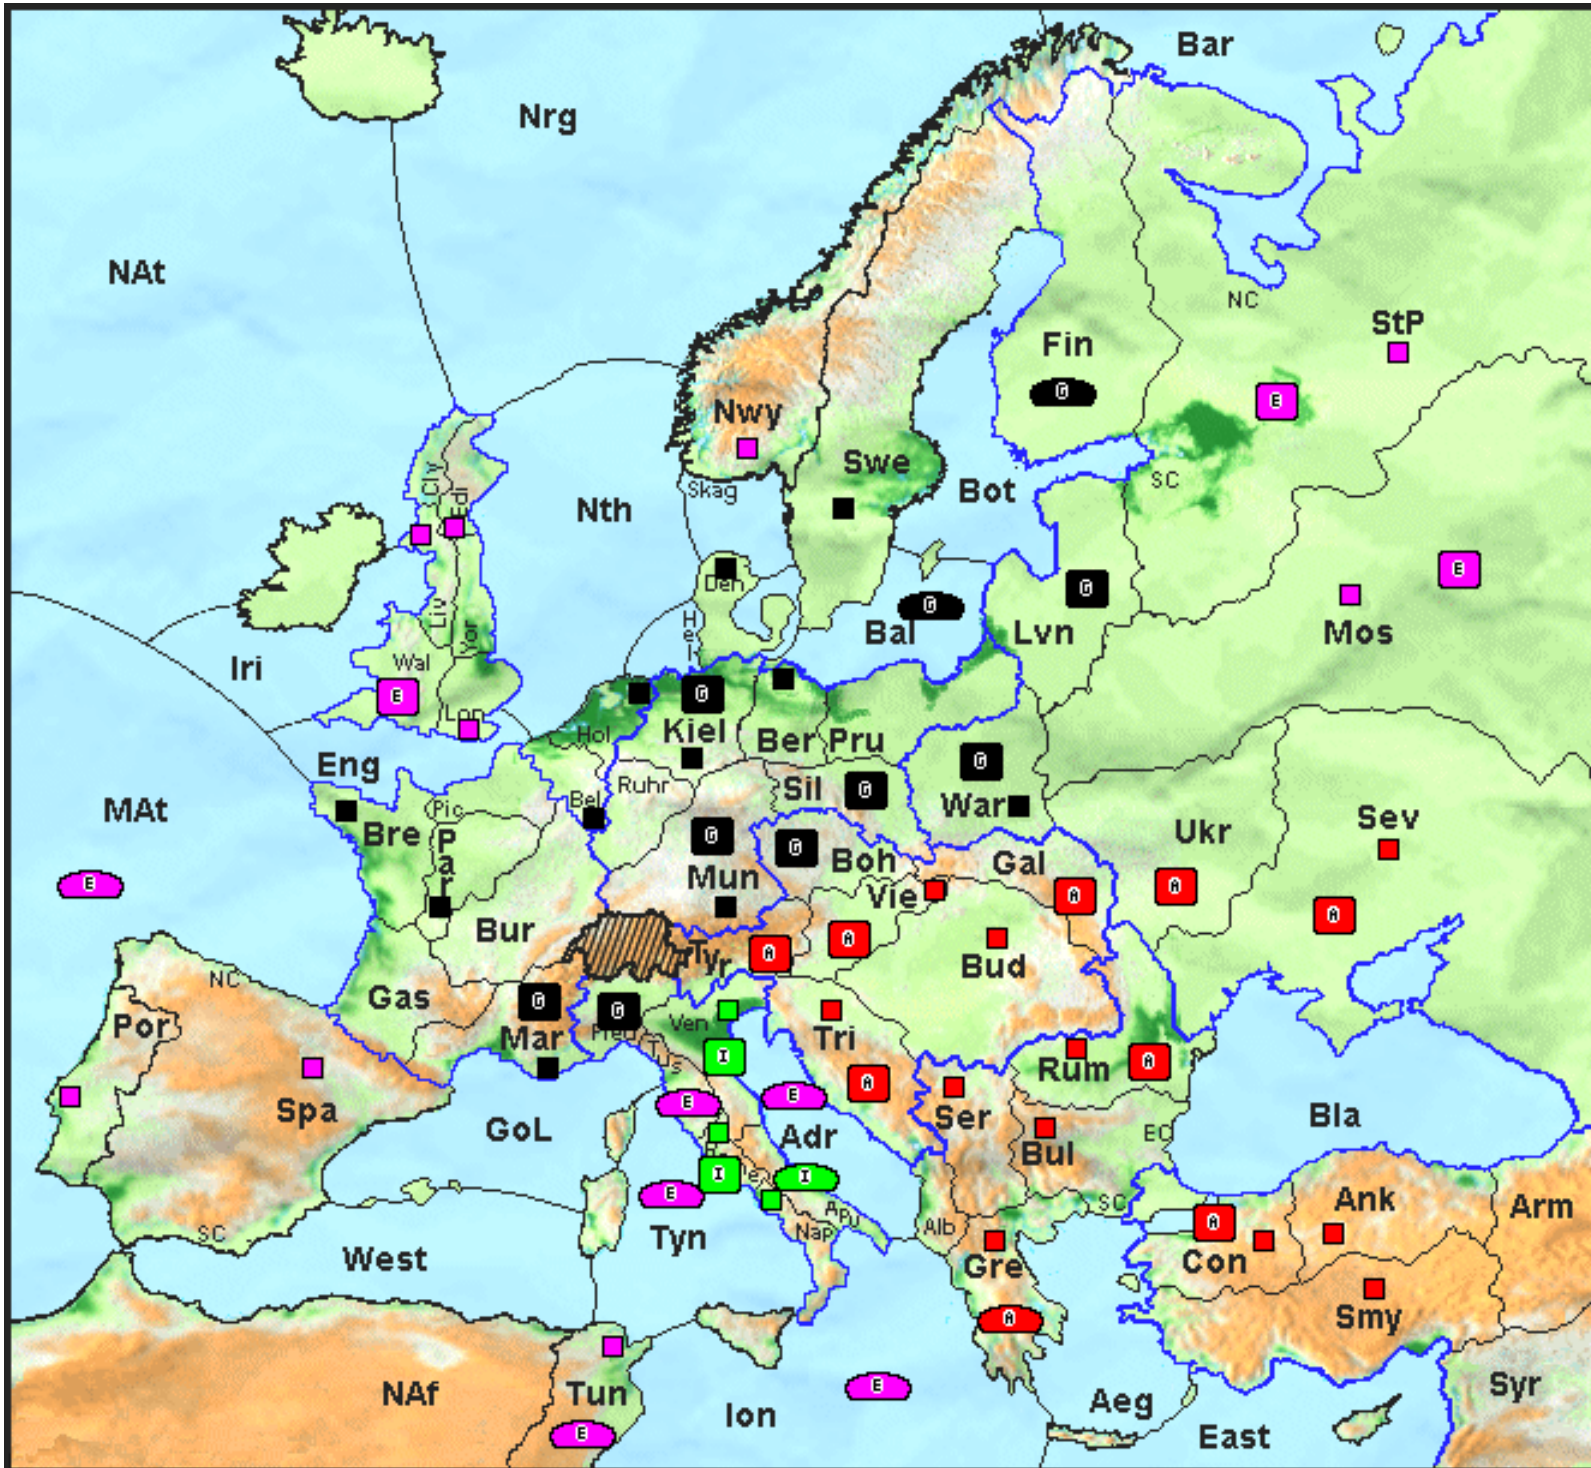 Bar
Nrg
NAt
NC
StP
Fin
G
E
Nwy
Swe
Cly
Edi
Skag
Bot
SC
Nth
E
Den
G
G
Mos
Hel
Bal
Lvn
Liv
Yor
Iri
Wal
E
G
Lon
Kiel
Hol
Ber
Pru
G
Eng
Ruhr
Sil
G
War
MAt
Bel
Pic
Bre
Par
G
G
Boh
Gal
Ukr
Sev
E
Mun
Vie
A
A
A
Bur
Tyr
A
A
Bud
NC
Gas
G
G
Por
Mar
Pied
Ven
Tri
Tus
I
Rum
A
E
E
A
Ser
Spa
GoL
Adr
Bul
EC
Bla
I
I
E
SC
Ank
Arm
Apu
Nap
Alb
A
SC
West
Tyn
Gre
Con
A
Smy
NAf
Tun
E
Ion
E
Aeg
Syr
East